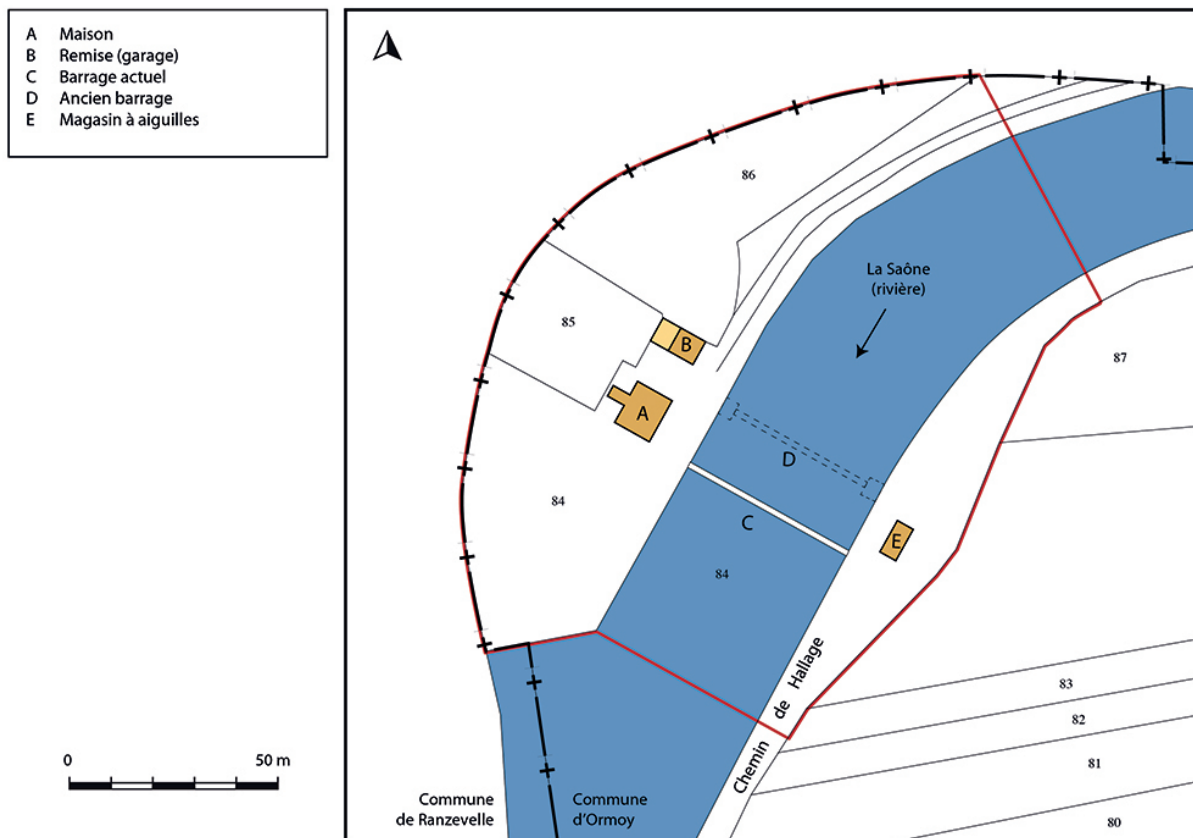 A Maison
B Remise (garage)
C Barrage actuel
D Ancien barrage
E Magasin à aiguilles
86
La Saône
(rivière)
85
B
87
A
D
84
C
E
84
Chemin de Hallage
83
82
81
80
0 50 m
Commune
de Ranzevelle
Commune
d'Ormoy